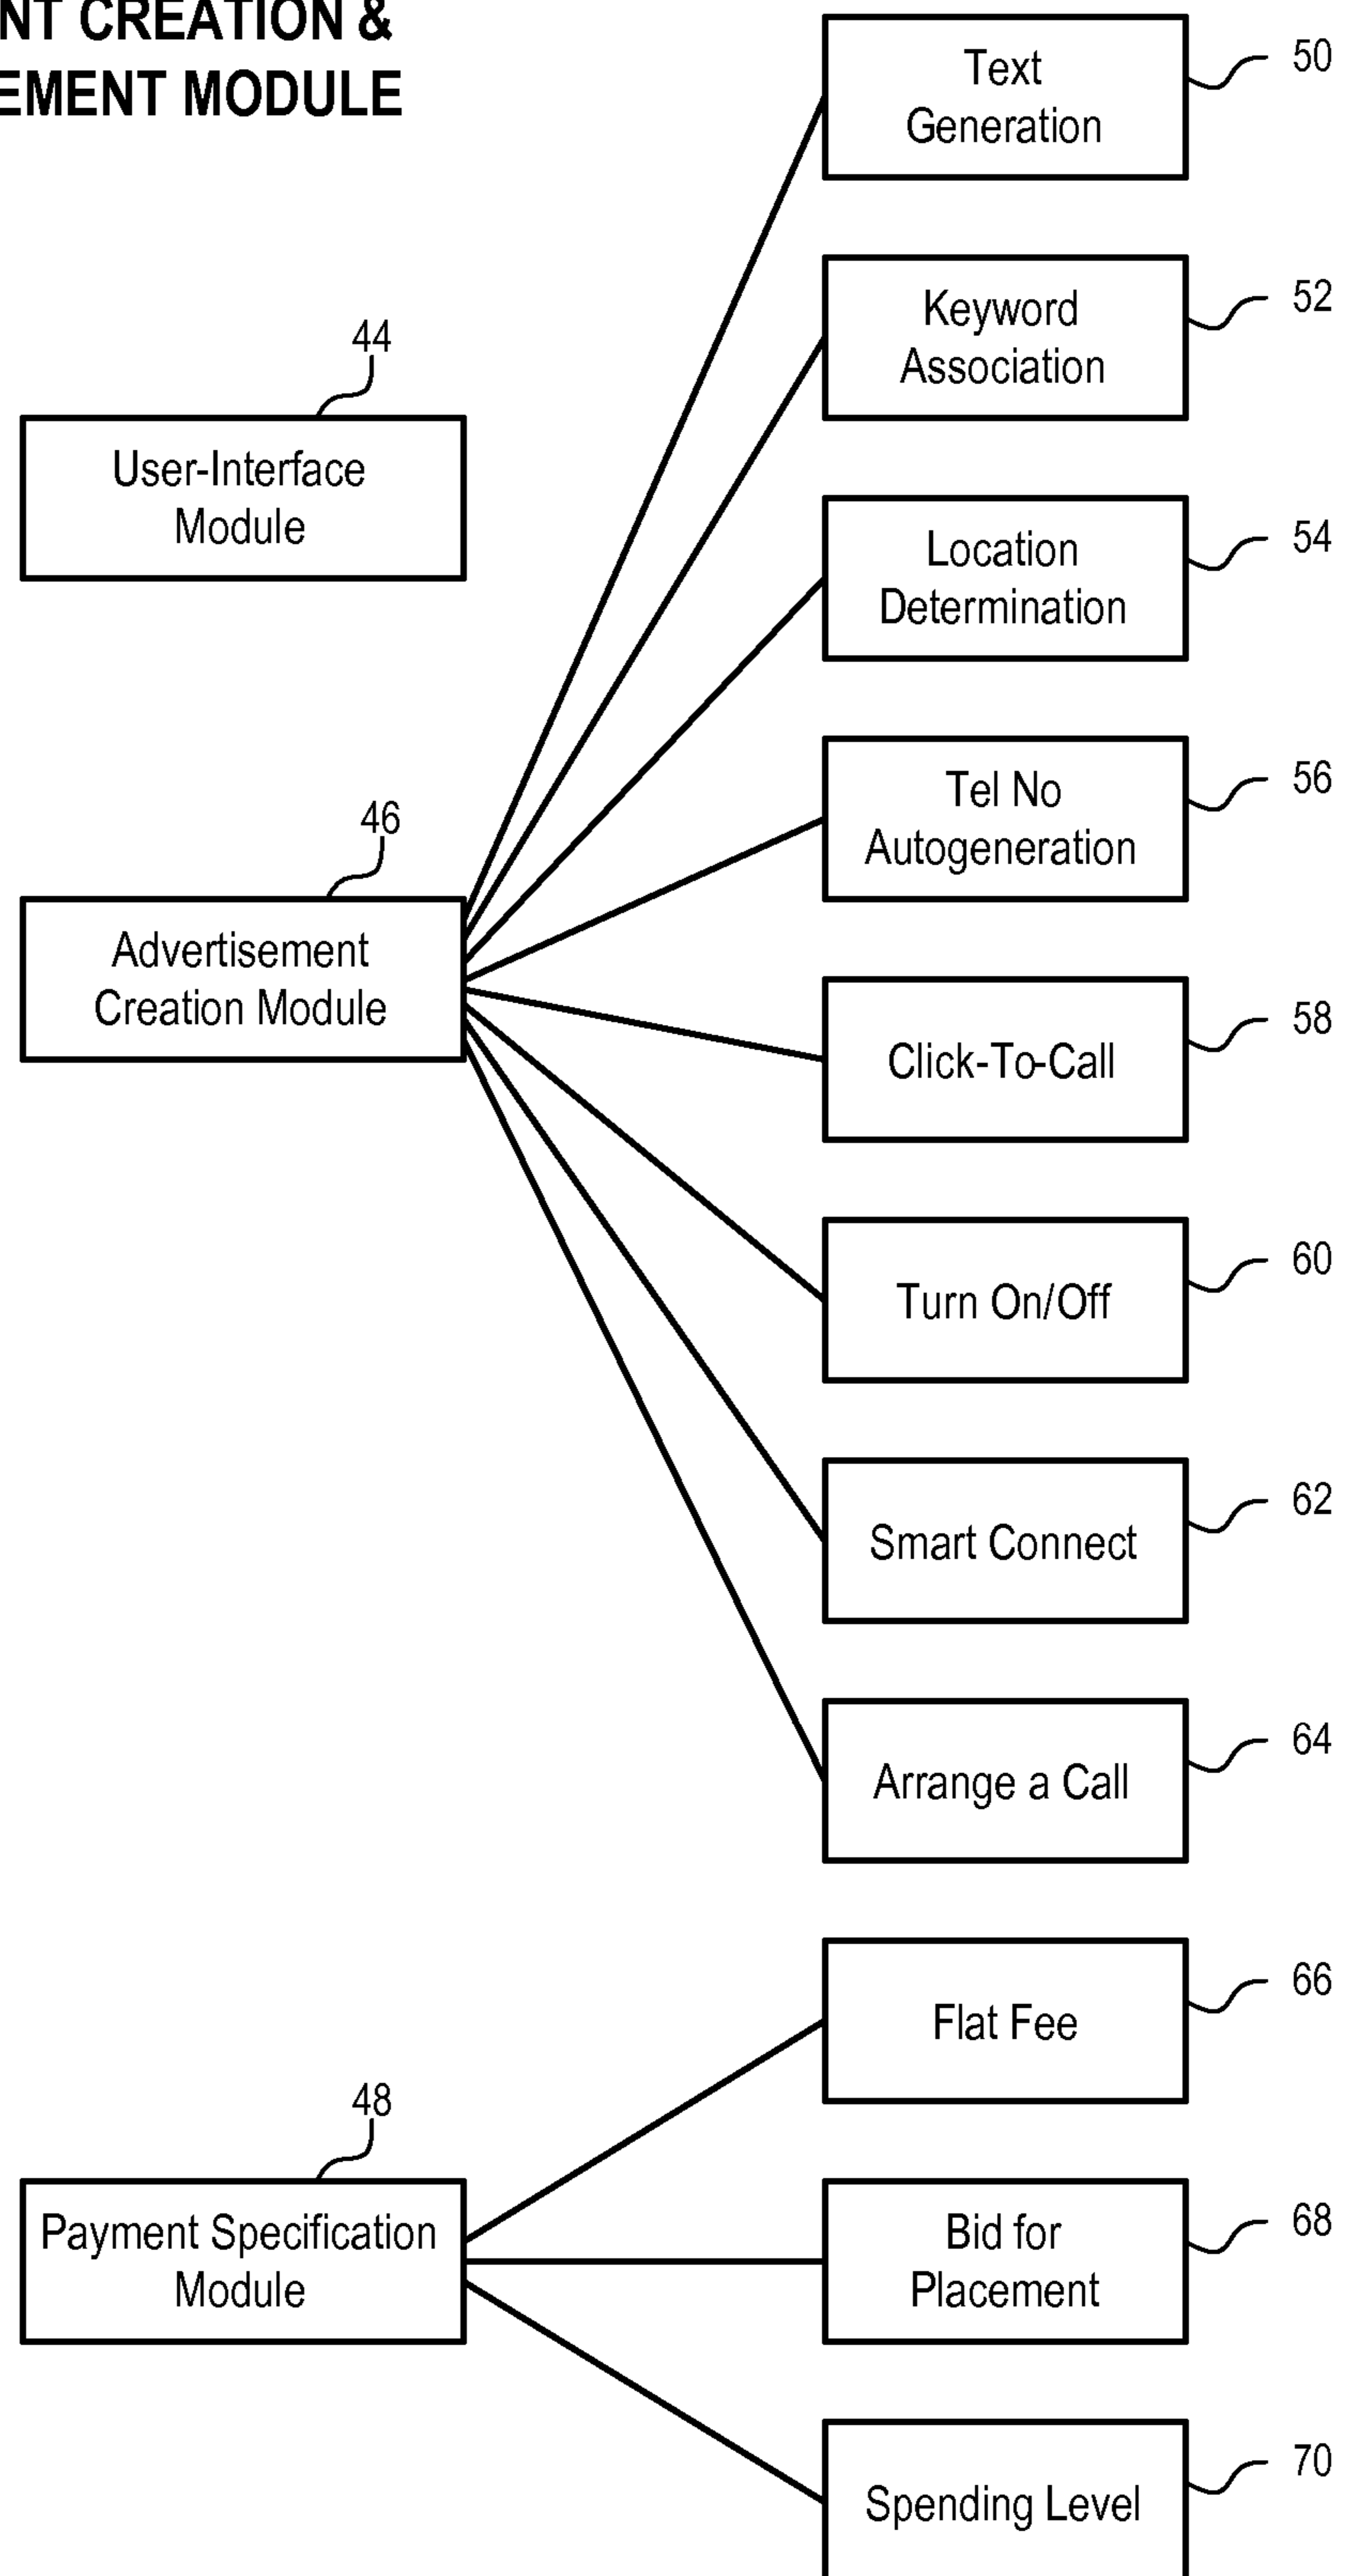 CREATION &
MODULE
50
Text
Generation
52
Keyword
Association
44
User-Interface
Module
54
Location
Determination
56
Tel No
Autogeneration
46
Advertisement
Creation Module
58
Click-To-Call
60
Turn On/Off
62
Smart Connect
64
Arrange a Call
66
Flat Fee
48
Payment Specification
Module
68
Bid for
Placement
70
Spending Level